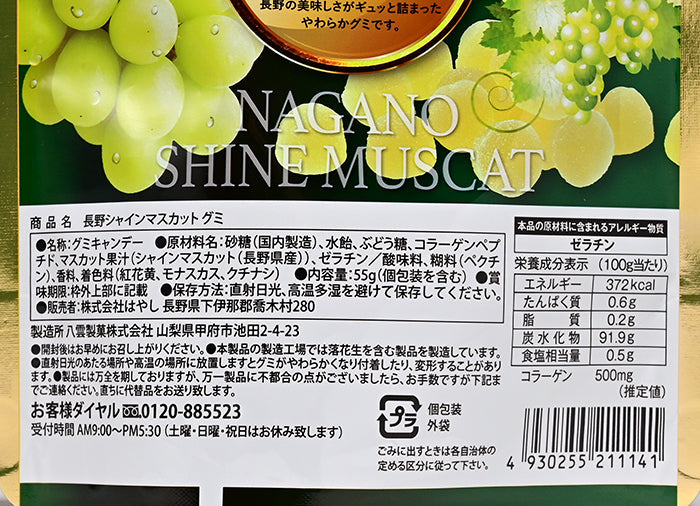 長野の美味しさがギュッと詰まった
やわらかグミです。
NAGANO
SHINE MUSCAT
商品名 長野シャインマスカット グミ
●名称:グミキャンデー ●原材料名:砂糖(国内製造)、水飴、ぶどう糖、コラーゲンペプ
チド、マスカット果汁(シャインマスカット(長野県産))、ゼラチン/酸味料、糊料(ペクチ
ン)、香料、着色料(紅花黄、モナスカス、クチナシ) ●内容量:55g(個包装を含む) ●賞
味期限:枠外上部に記載 ●保存方法:直射日光、高温多湿を避けて保存してください。
●販売者:株式会社はやし 長野県下伊那郡喬木村280
製造所 八雲製菓株式会社 山梨県甲府市池田2-4-23
●開封後はお早めにお召し上がりください。●本製品の製造工場では落花生を含む製品を製造しています。
●直射日光のあたる場所や高温の場所に放置しますとグミがやわらかくなり付着したり、変形することがあり
ます。●製品には万全を期しておりますが、万一製品に不都合の点がございましたら、お手数ですが下記ま
でご連絡ください。直ちに代替品をお送り致します。
お客様ダイヤル 0120-885523
受付時間 AM9:00〜PM5:30 (土曜・日曜・祝日はお休み致します)
プラ
個包装
外袋
ごみに出すときは各自治体の
定める区分に従って下さい。
本品の原材料に含まれるアレルギー物質
ゼラチン
栄養成分表示 (100g当たり)
エネルギー 372kcal
たんぱく質 0.6g
脂質 0.2g
炭水化物 91.9g
食塩相当量 0.5g
コラーゲン 500mg
(推定値)
4 930255 211141